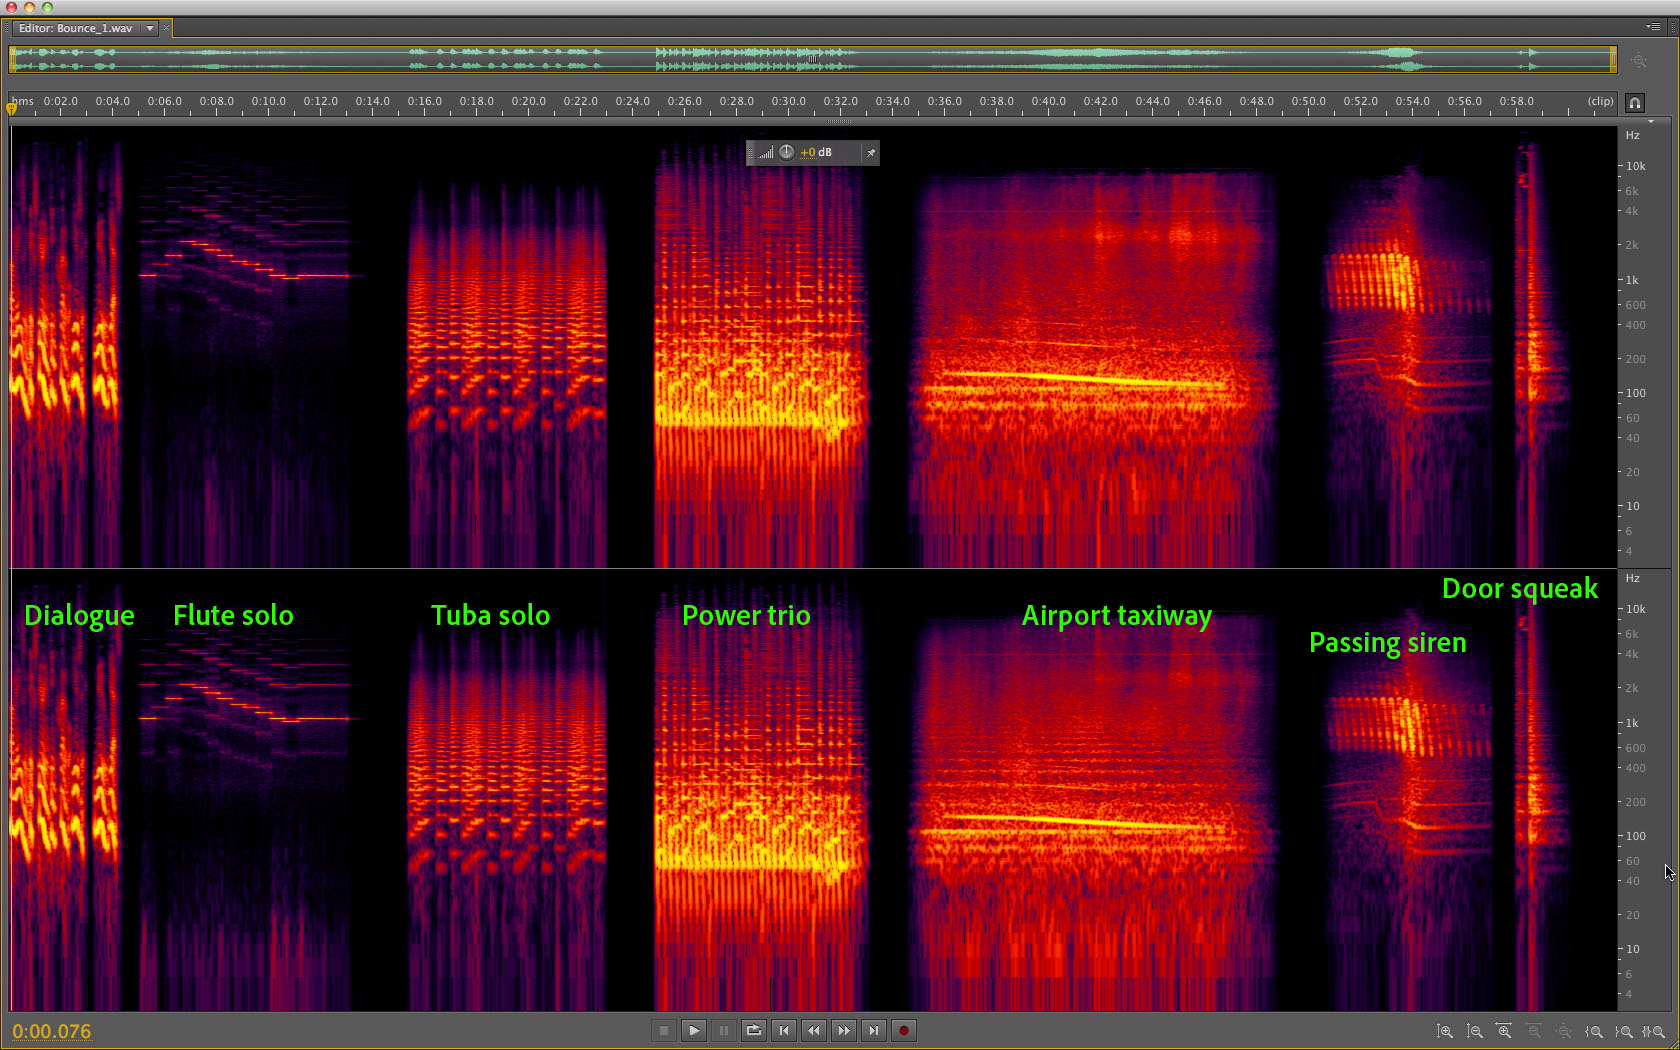 Editor: Bounce_1.wav
hms 0:02.0 0:04.0 0:06.0 0:08.0 0:10.0 0:12.0 0:14.0 0:16.0 0:18.0 0:20.0 0:22.0 0:24.0 0:26.0 0:28.0 0:30.0 0:32.0 0:34.0 0:36.0 0:38.0 0:40.0 0:42.0 0:44.0 0:46.0 0:48.0 0:50.0 0:52.0 0:54.0 0:56.0 0:58.0 (clip)
+0 dB
Hz
10k
6k
4k
2k
1k
600
400
200
100
60
40
20
10
6
4
Dialogue
Flute solo
Tuba solo
Power trio
Airport taxiway
Passing siren
Door squeak
Hz
10k
6k
4k
2k
1k
600
400
200
100
60
40
20
10
6
4
0:00.076